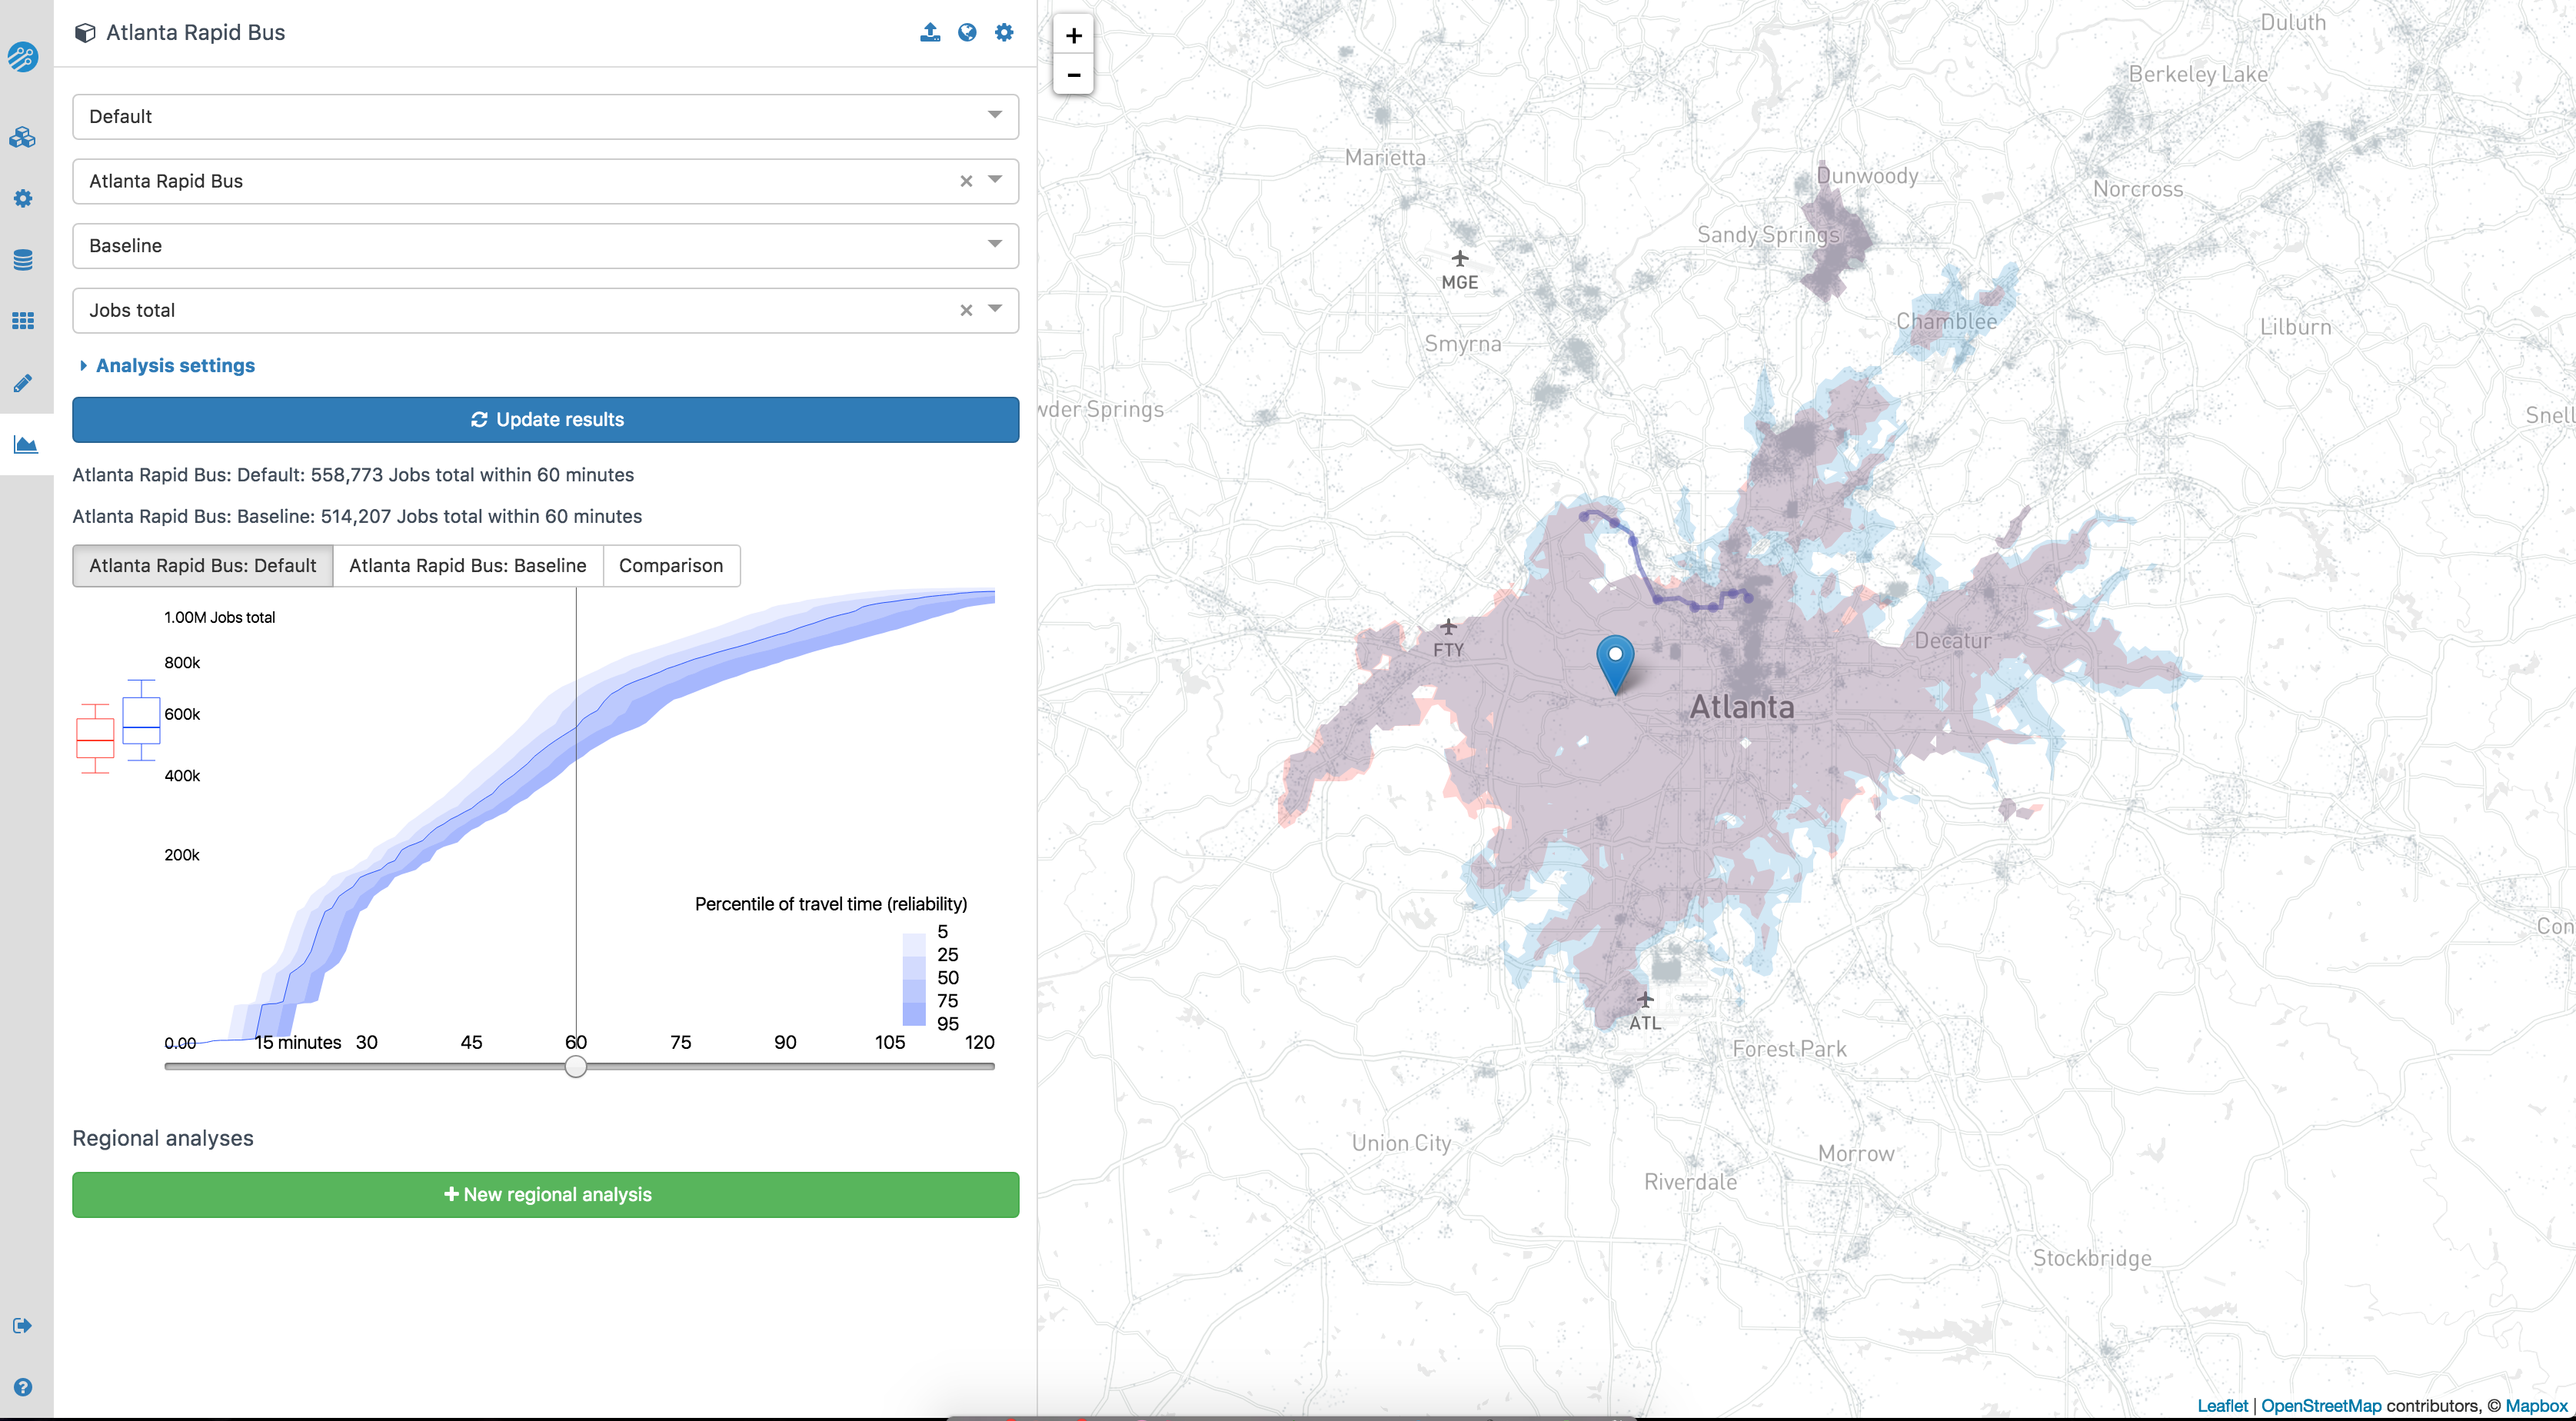 Atlanta Rapid Bus
Default
Atlanta Rapid Bus
Baseline
Jobs total
Analysis settings
Update results
Atlanta Rapid Bus: Default: 558,773 Jobs total within 60 minutes
Atlanta Rapid Bus: Baseline: 514,207 Jobs total within 60 minutes
Atlanta Rapid Bus: Default Atlanta Rapid Bus: Baseline Comparison
1.00M Jobs total
800k
600k
400k
200k
Percentile of travel time (reliability)
5
25
50
75
95
0.00 15 minutes 30 45 60 75 90 105 120
Regional analyses
New regional analysis
+
−
Duluth
Berkeley Lake
Marietta
Dunwoody
Norcross
Sandy Springs
MGE
Chamblee
Lilburn
Smyrna
wder Springs
Snell
FTY
Decatur
Atlanta
Con
ATL
Forest Park
Union City
Morrow
Riverdale
Stockbridge
Leaflet | OpenStreetMap contributors, © Mapbox